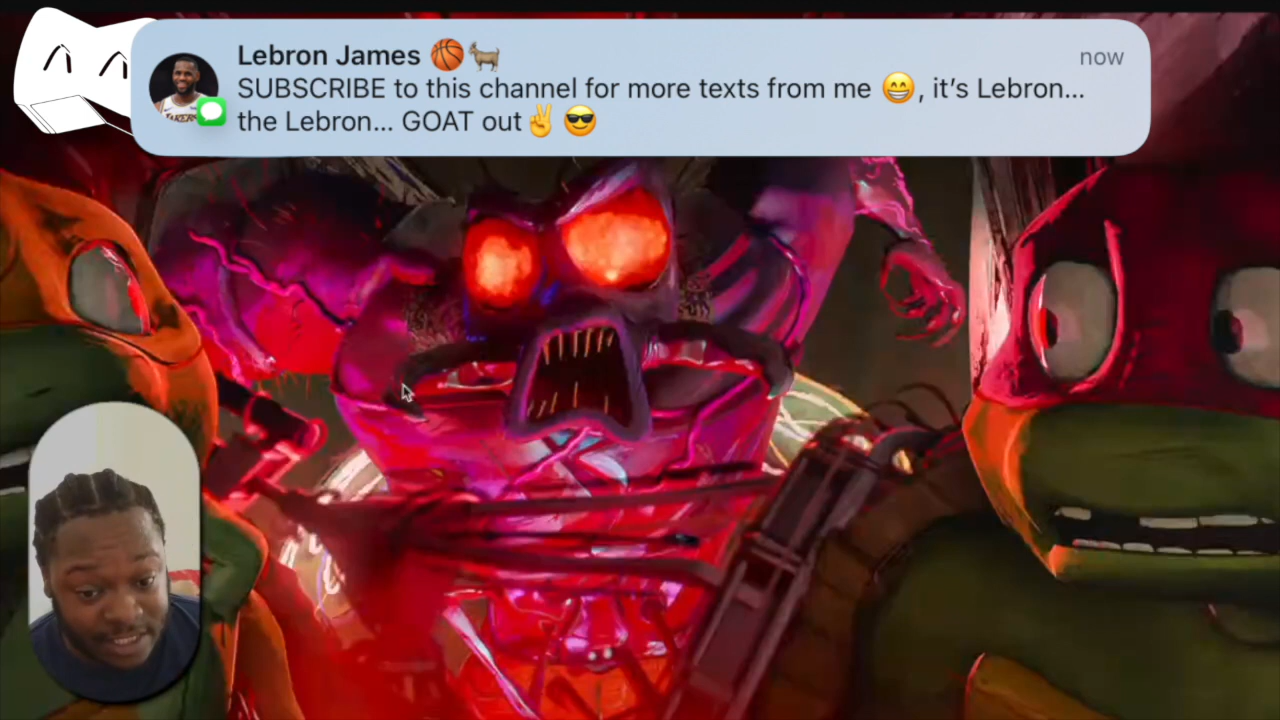 Lebron James 🏀🐐
now
SUBSCRIBE to this channel for more texts from me 😁, it’s Lebron...
the Lebron... GOAT out✌️ 😎